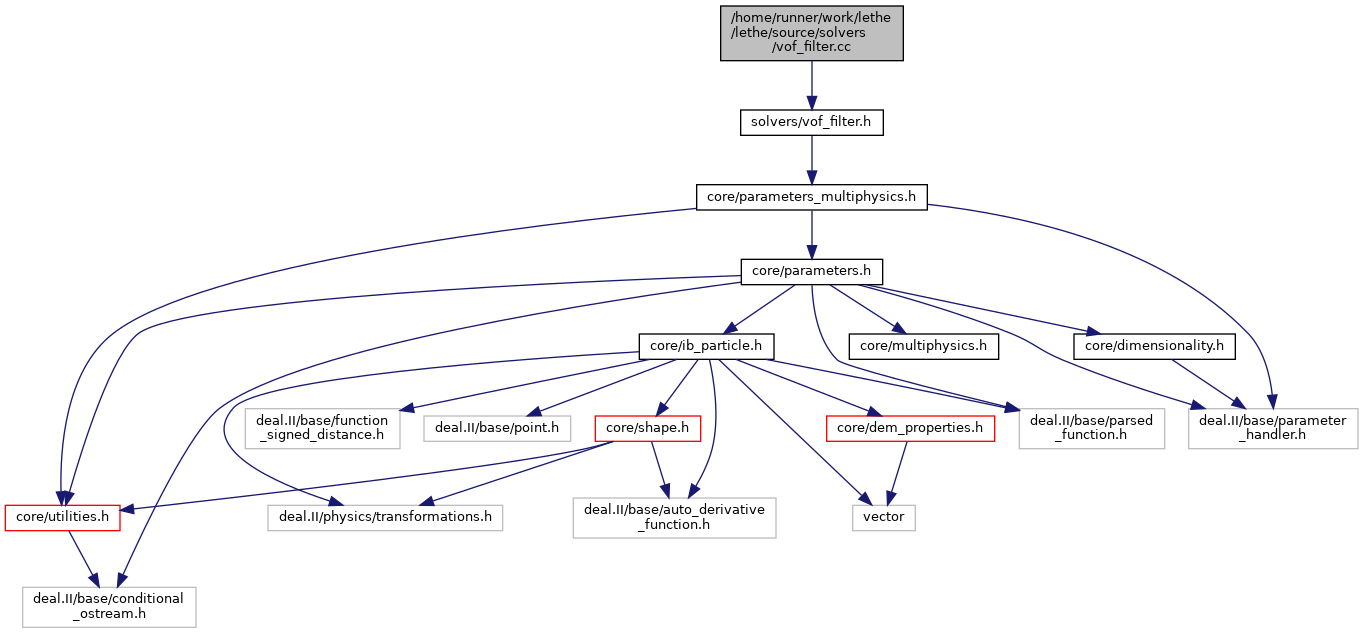 /home/runner/work/lethe
/lethe/source/solvers
/vof_filter.cc
solvers/vof_filter.h
core/parameters_multiphysics.h
core/parameters.h
core/ib_particle.h
core/multiphysics.h
core/dimensionality.h
deal.II/base/function
_signed_distance.h
deal.II/base/point.h
core/shape.h
core/dem_properties.h
deal.II/base/parsed
_function.h
deal.II/base/parameter
_handler.h
core/utilities.h
deal.II/physics/transformations.h
deal.II/base/auto_derivative
_function.h
vector
deal.II/base/conditional
_ostream.h